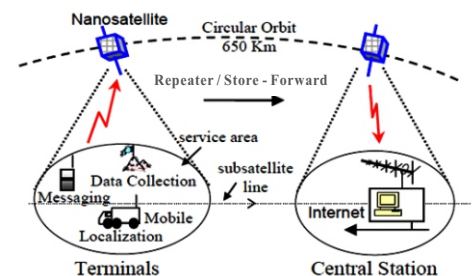 Nanosatellite
Circular Orbit
650 Km
Repeater / Store - Forward
service area
Data Collection
subsatellite
line
Messaging
Mobile
Localization
Internet
Terminals
Central Station